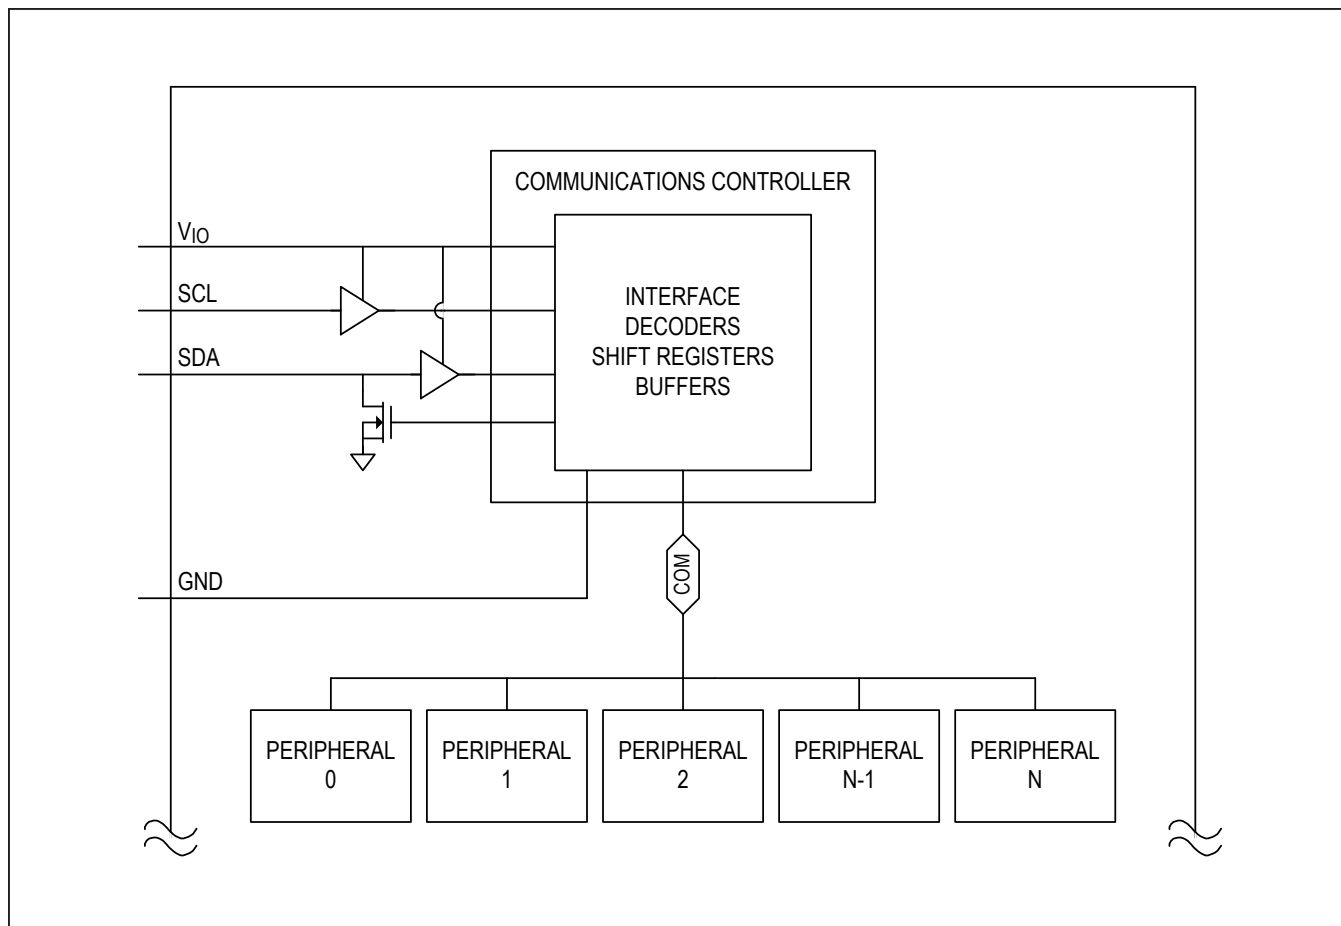 COMMUNICATIONS CONTROLLER
VIO
SCL
SDA
INTERFACE
DECODERS
SHIFT REGISTERS
BUFFERS
GND
COM
PERIPHERAL
0
PERIPHERAL
1
PERIPHERAL
2
PERIPHERAL
N-1
PERIPHERAL
N